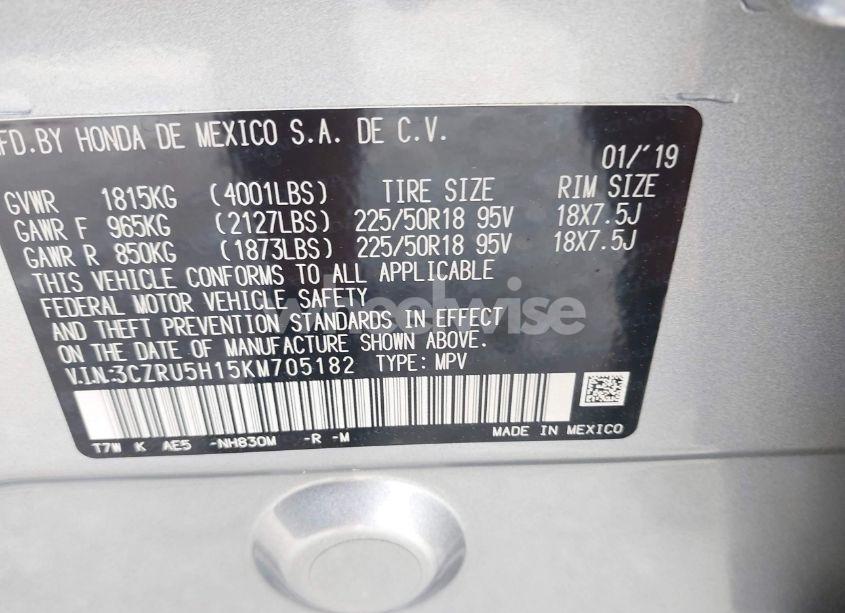 FD.BY HONDA DE MEXICO S.A. DE C.V.
01/'19
GVWR 1815KG (4001LBS) TIRE SIZE RIM SIZE
GAWR F 965KG (2127LBS) 225/50R18 95V 18X7.5J
GAWR R 850KG (1873LBS) 225/50R18 95V 18X7.5J
THIS VEHICLE CONFORMS TO ALL APPLICABLE
FEDERAL MOTOR VEHICLE SAFETY
AND THEFT PREVENTION STANDARDS IN EFFECT
ON THE DATE OF MANUFACTURE SHOWN ABOVE.
V.I.N:3CZRU5H15KM705182 TYPE: MPV
T7W K AE5 -NH830M -R -M MADE IN MEXICO
wheelwise